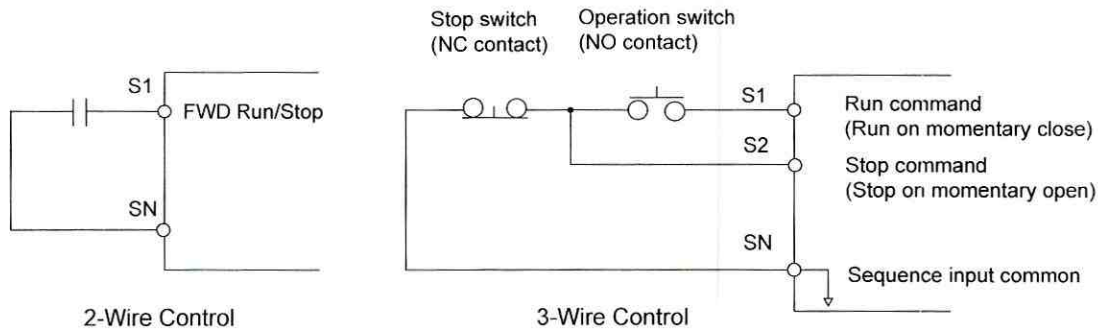 Stop switch
(NC contact)
Operation switch
(NO contact)
S1
FWD Run/Stop
SN
2-Wire Control
S1
Run command
(Run on momentary close)
S2
Stop command
(Stop on momentary open)
SN
Sequence input common
3-Wire Control